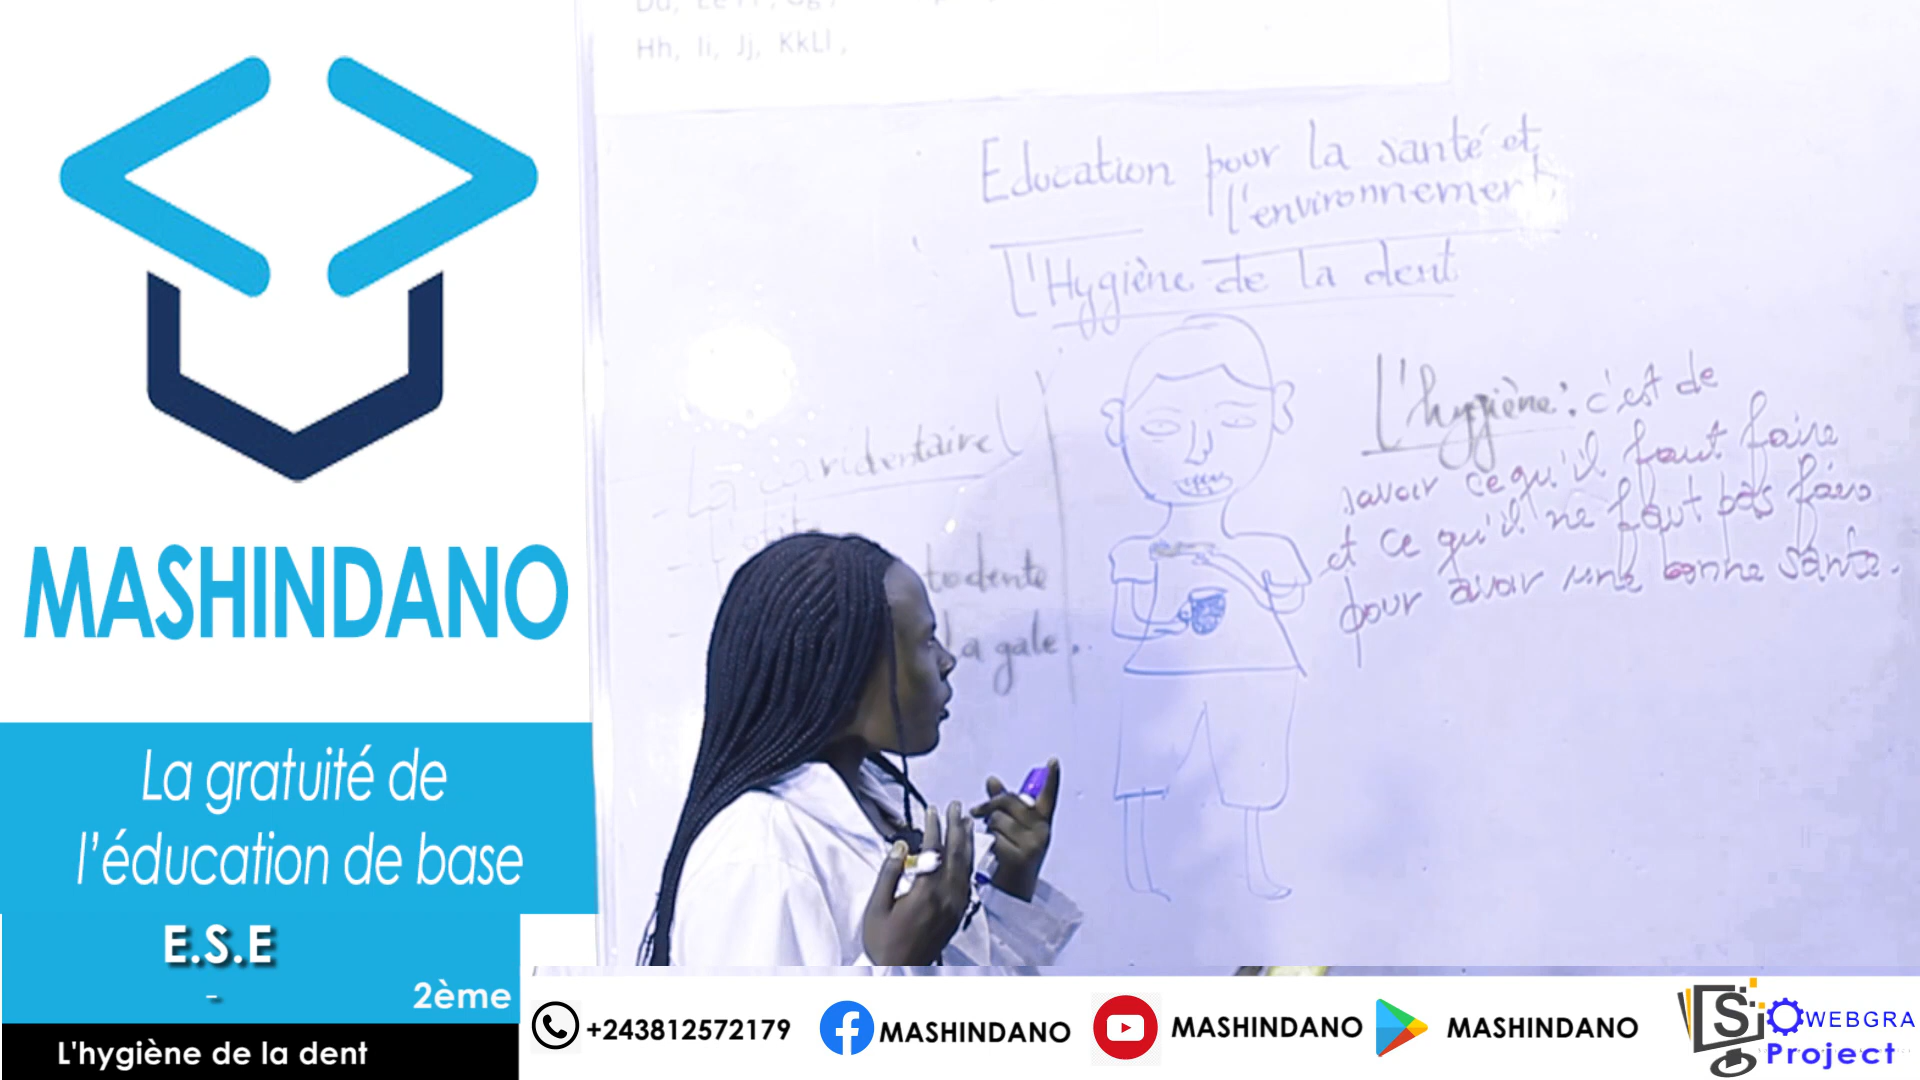 Hh, Ii, Jj, KkLl,
Education pour la santé et
l'environnement
L'Hygiène de la dent
L'hygiène: c'est de
savoir ce qu'il faut faire
et ce qu'il ne faut pas faire
pour avoir une bonne santé.
La caridentaire
la gale.
MASHINDANO
La gratuité de
l'éducation de base
E.S.E
-
2ème
L'hygiène de la dent
+243812572179
MASHINDANO
MASHINDANO
MASHINDANO
WEBGRA
Project